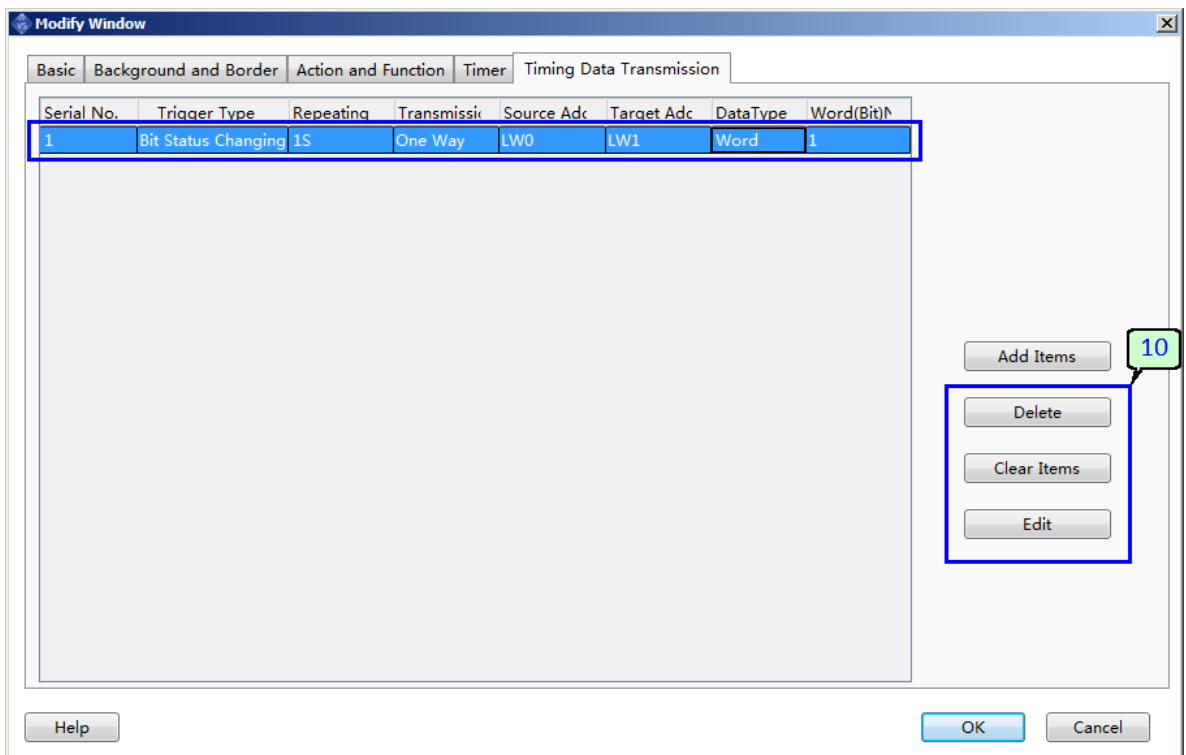 Modify Window
Basic Background and Border Action and Function Timer Timing Data Transmission
Serial No. Trigger Type Repeating Transmissic Source Adc Target Adc DataType Word(Bit)N
1 Bit Status Changing 1S One Way LW0 LW1 Word 1
10
Add Items
Delete
Clear Items
Edit
Help OK Cancel